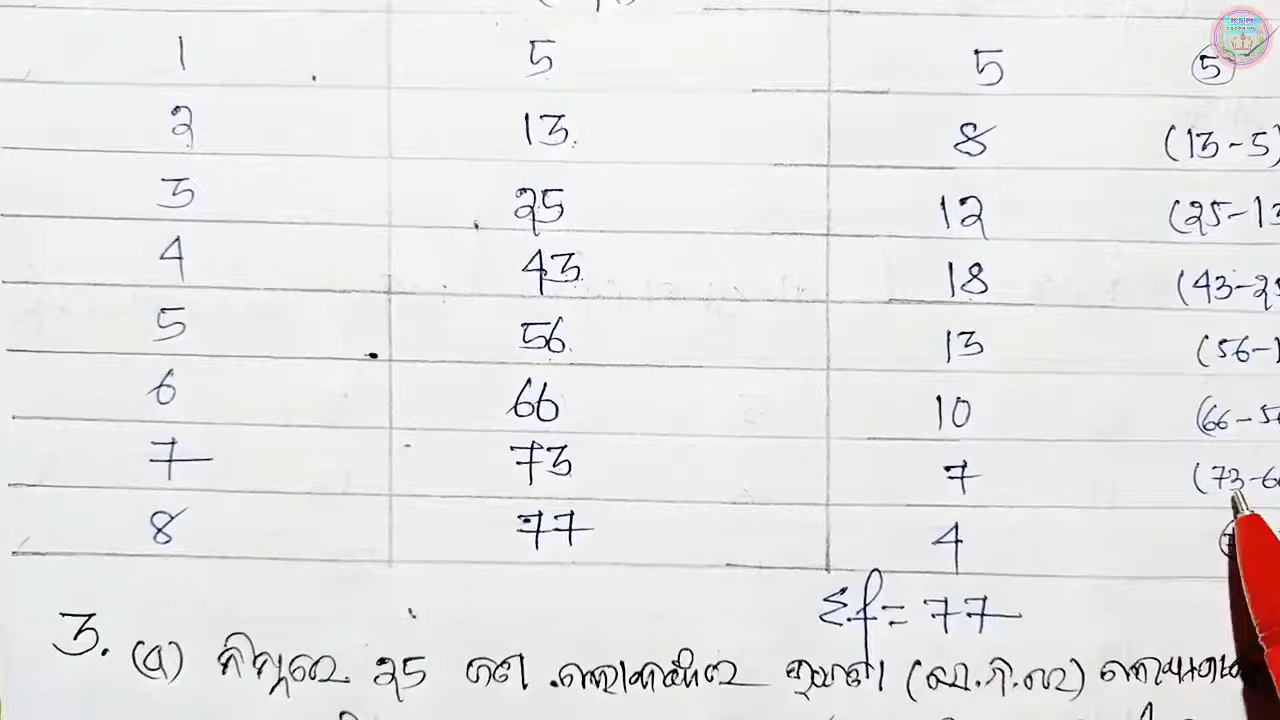 1 5 5 5
2 13 8 (13-5)
3 25 12 (25-13
4 43 18 (43-25
5 56 13 (56-
6 66 10 (66-5
7 73 7 (73-6
8 77 4
Σf = 77
3. (a) ନିମ୍ନରେ 25 ଜଣ (ସେ.ମି.ରେ)